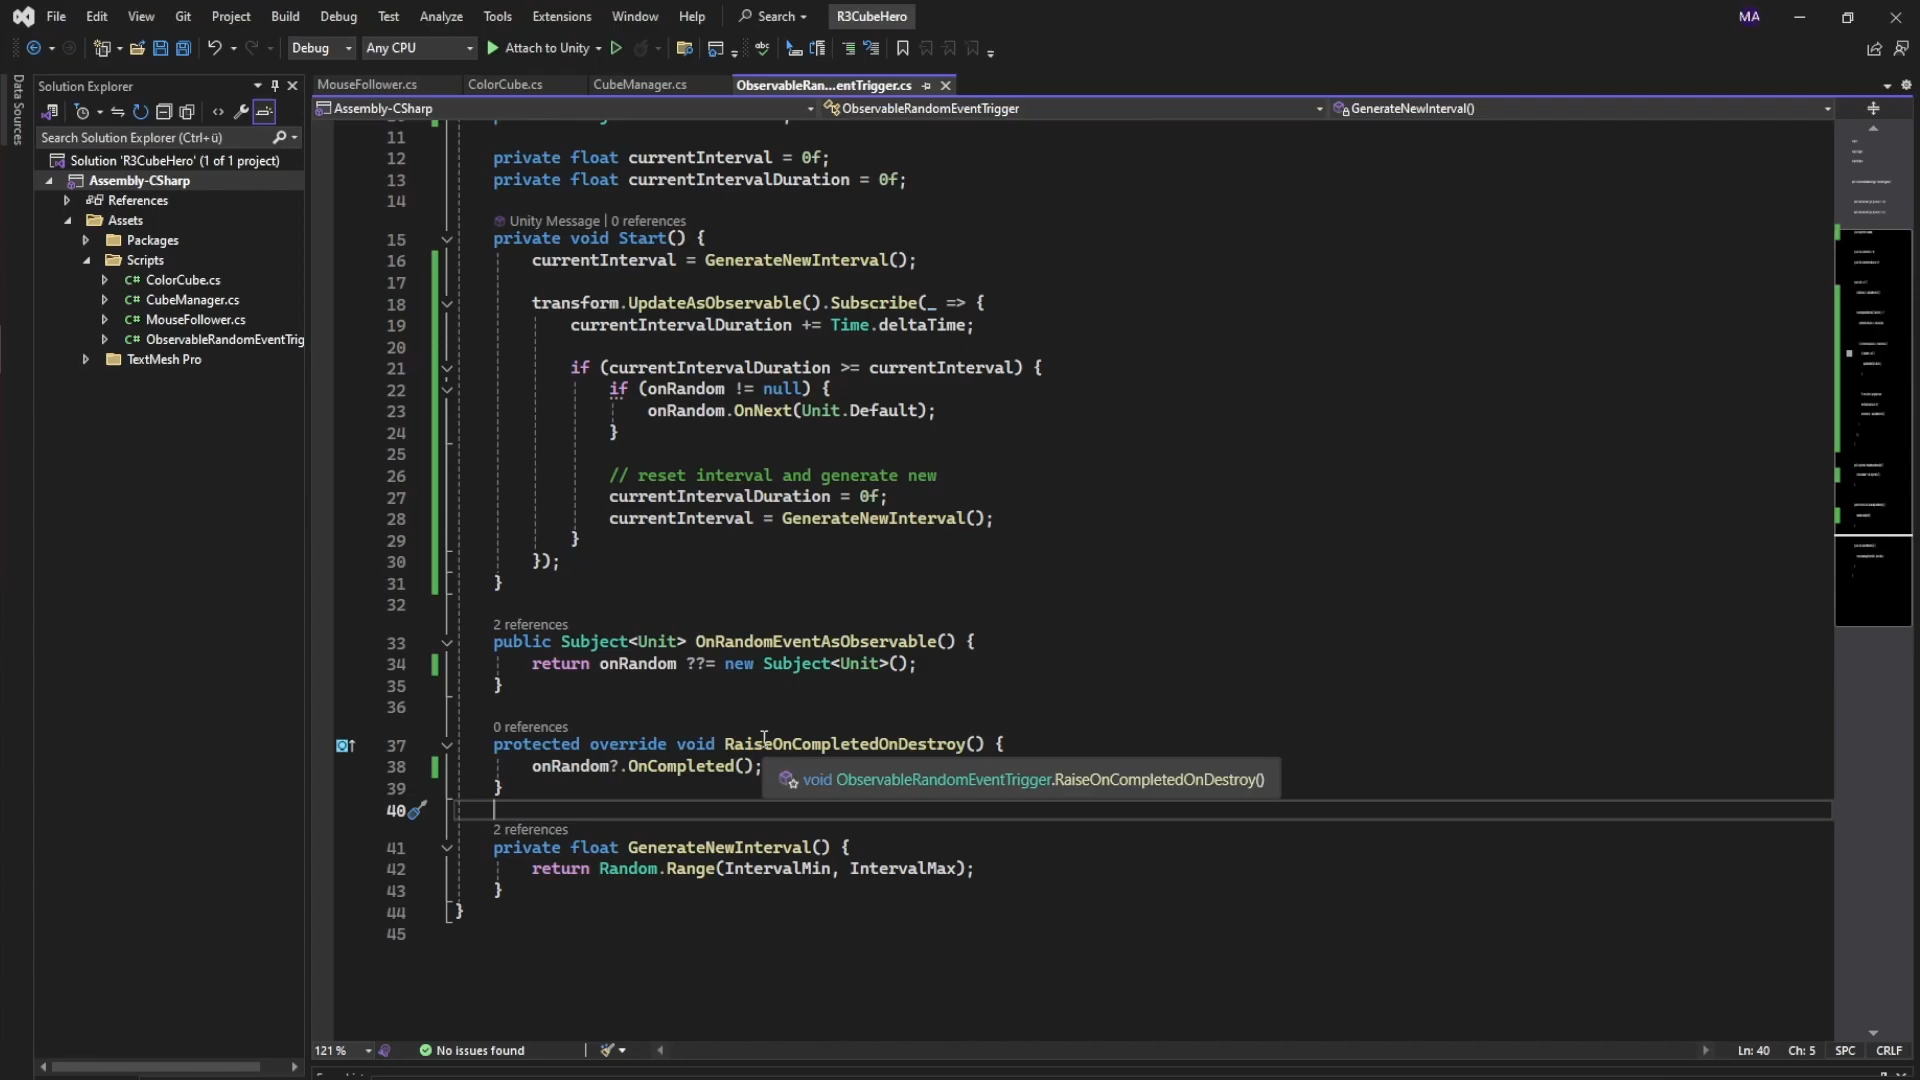 File Edit View Git Project Build Debug Test Analyze Tools Extensions Window Help Search R3CubeHero MA
Debug Any CPU Attach to Unity
Data Sources
Solution Explorer
Search Solution Explorer (Ctrl+ü)
Solution 'R3CubeHero' (1 of 1 project)
Assembly-CSharp
References
Assets
Packages
Scripts
C# ColorCube.cs
C# CubeManager.cs
C# MouseFollower.cs
C# ObservableRandomEventTrig
TextMesh Pro
MouseFollower.cs ColorCube.cs CubeManager.cs ObservableRan...entTrigger.cs
Assembly-CSharp ObservableRandomEventTrigger GenerateNewInterval()
11
12 private float currentInterval = 0f;
13 private float currentIntervalDuration = 0f;
14
Unity Message | 0 references
15 private void Start() {
16 currentInterval = GenerateNewInterval();
17
18 transform.UpdateAsObservable().Subscribe(_ => {
19 currentIntervalDuration += Time.deltaTime;
20
21 if (currentIntervalDuration >= currentInterval) {
22 if (onRandom != null) {
23 onRandom.OnNext(Unit.Default);
24 }
25
26 // reset interval and generate new
27 currentIntervalDuration = 0f;
28 currentInterval = GenerateNewInterval();
29 }
30 });
31 }
32
2 references
33 public Subject<Unit> OnRandomEventAsObservable() {
34 return onRandom ??= new Subject<Unit>();
35 }
36
0 references
37 protected override void RaiseOnCompletedOnDestroy() {
38 onRandom?.OnCompleted();
void ObservableRandomEventTrigger.RaiseOnCompletedOnDestroy()
39 }
40
2 references
41 private float GenerateNewInterval() {
42 return Random.Range(IntervalMin, IntervalMax);
43 }
44 }
45
121 % No issues found Ln: 40 Ch: 5 SPC CRLF